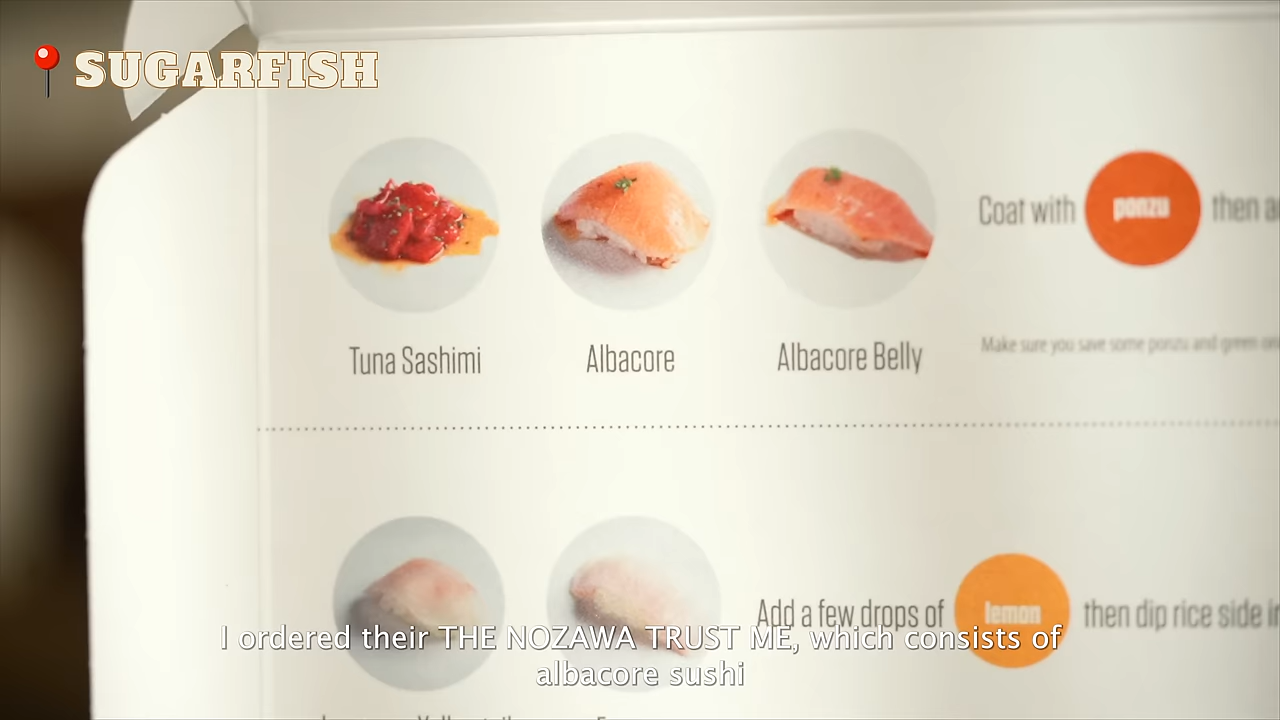 SUGARFISH
Coat with ponzu then a
Tuna Sashimi
Albacore
Albacore Belly
Make sure you save some ponzu and green on
Add a few drops of lemon then dip rice side in
I ordered their THE NOZAWA TRUST ME, which consists of
albacore sushi